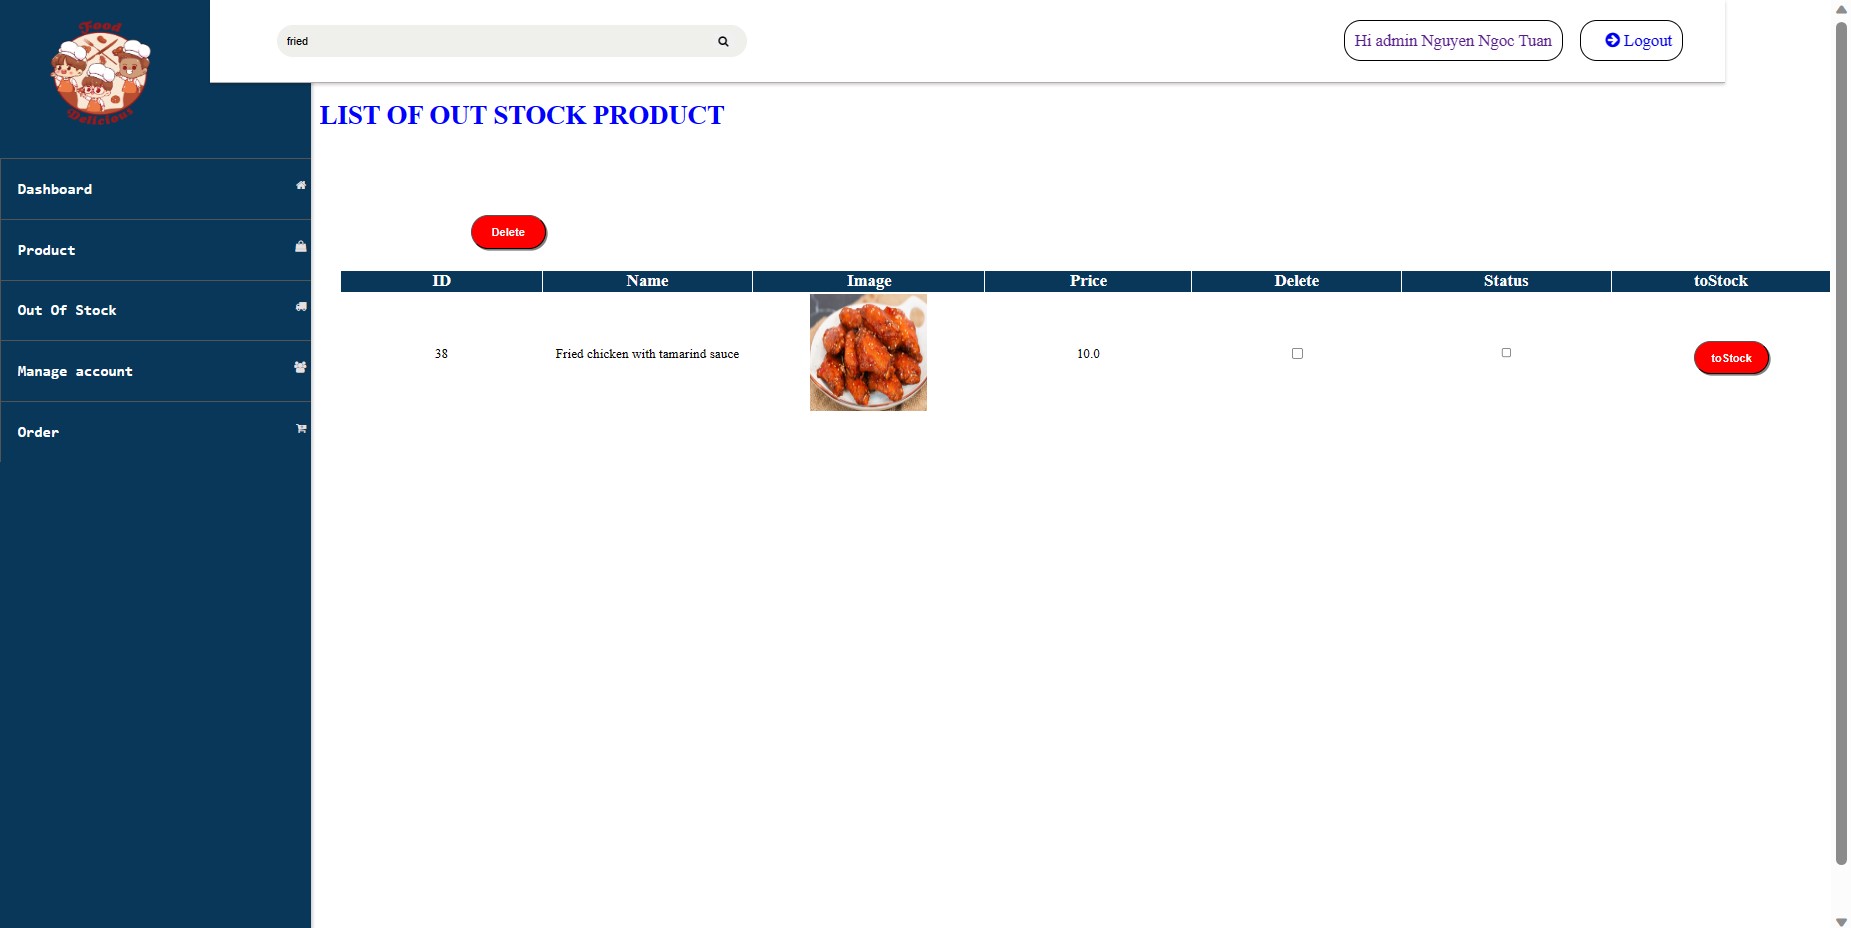 Food
Delicious
fried
Hi admin Nguyen Ngoc Tuan
Logout
LIST OF OUT STOCK PRODUCT
Dashboard
Product
Out Of Stock
Manage account
Order
Delete
ID Name Image Price Delete Status toStock
38 Fried chicken with tamarind sauce 10.0 toStock